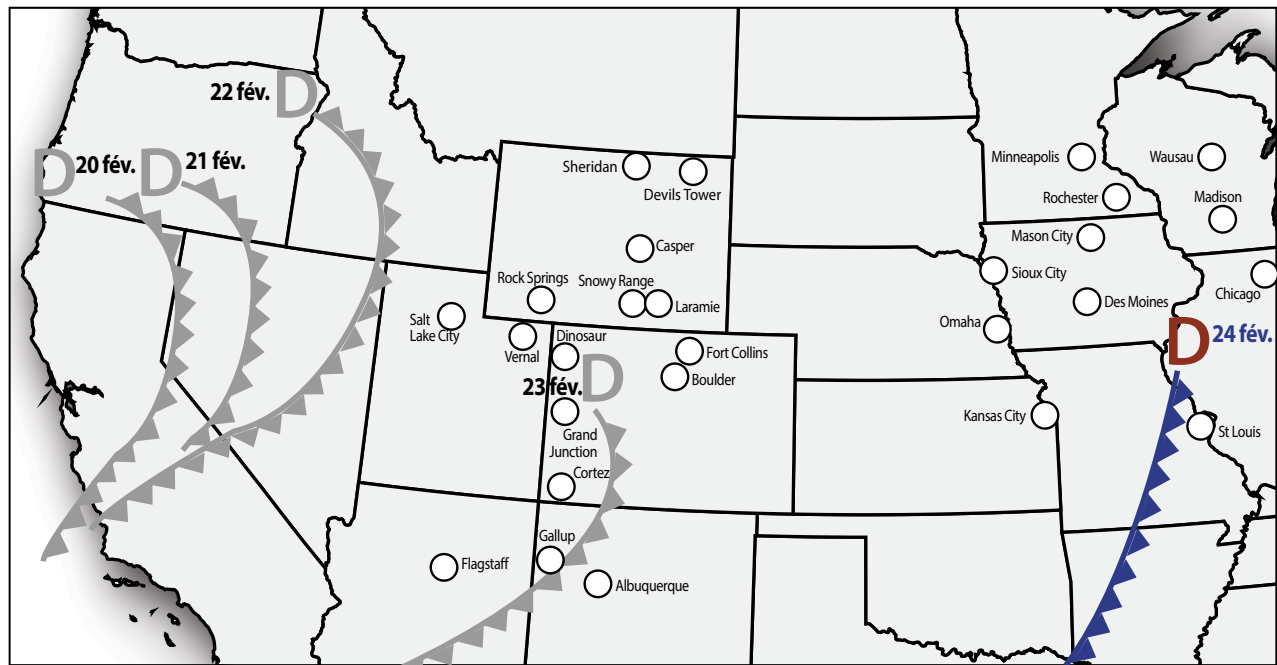 22 fév.
D
D
20 fév.
D
21 fév.
Sheridan
Devils Tower
Minneapolis
Wausau
Rochester
Madison
Casper
Mason City
Rock Springs
Snowy Range
Laramie
Sioux City
Des Moines
Chicago
Salt
Lake City
Vernal
Dinosaur
Fort Collins
Omaha
D
24 fév.
23 fév.
D
Boulder
Grand
Junction
Kansas City
St Louis
Cortez
Flagstaff
Gallup
Albuquerque